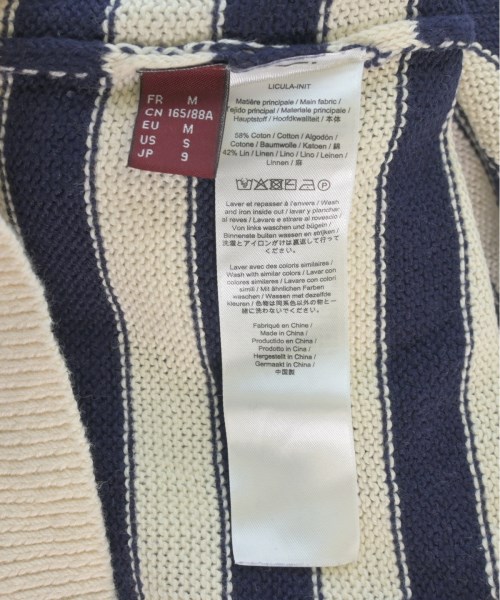 FR M
CN 165/88A
EU M
US S
JP 9
LICULA-INIT
Matière principale / Main fabric /
Tejido principal / Materiale principale /
Hauptstoff / Hoofdkwaliteit / 本体
58% Coton / Cotton / Algodón /
Cotone / Baumwolle / Katoen / 綿
42% Lin / Linen / Lino / Lino / Leinen /
Linnen / 麻
P
Laver et repasser à l'envers / Wash
and iron inside out / lavar y planchar
al revés / Lavare e stirare al rovescio /
Von links waschen und bügeln /
Binnenste buiten wassen en strijken /
洗濯とアイロンがけは裏返して行って
ください
Laver avec des coloris similaires /
Wash with similar colors / Lavar con
colores similares / Lavare con colori
simili / Mit ähnlichen Farben
waschen / Wassen met dezelfde
kleuren / 色物は同系色以外の物と一
緒に洗わないでください
Fabriqué en Chine /
Made in China /
Producido en China /
Prodotto in Cina /
Hergestellt in China /
Gemaakt in China /
中国製